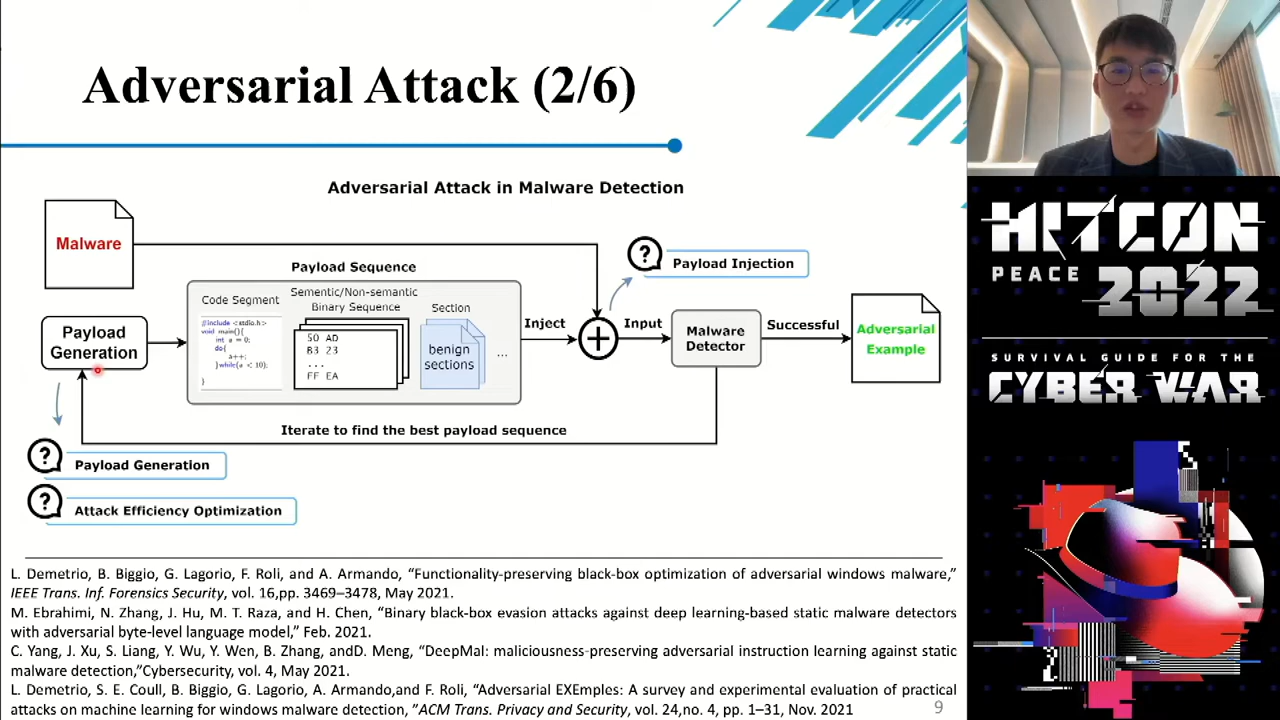 Adversarial Attack (2/6)
Adversarial Attack in Malware Detection
Malware
Payload Sequence
Payload Injection
Code Segment
Sementic/Non-semantic
Binary Sequence
Section
//include <stdio.h>
void main(){
int a = 0;
do{
a++;
}while(a < 10);
}
50 AD
B3 23
...
FF EA
benign
sections
...
Payload
Generation
Inject
Input
Malware
Detector
Successful
Adversarial
Example
Iterate to find the best payload sequence
Payload Generation
Attack Efficiency Optimization
L. Demetrio, B. Biggio, G. Lagorio, F. Roli, and A. Armando, “Functionality-preserving black-box optimization of adversarial windows malware,”
IEEE Trans. Inf. Forensics Security, vol. 16,pp. 3469–3478, May 2021.
M. Ebrahimi, N. Zhang, J. Hu, M. T. Raza, and H. Chen, “Binary black-box evasion attacks against deep learning-based static malware detectors
with adversarial byte-level language model,” Feb. 2021.
C. Yang, J. Xu, S. Liang, Y. Wu, Y. Wen, B. Zhang, andD. Meng, “DeepMal: maliciousness-preserving adversarial instruction learning against static
malware detection,”Cybersecurity, vol. 4, May 2021.
L. Demetrio, S. E. Coull, B. Biggio, G. Lagorio, A. Armando,and F. Roli, “Adversarial EXEmples: A survey and experimental evaluation of practical
attacks on machine learning for windows malware detection, ”ACM Trans. Privacy and Security, vol. 24,no. 4, pp. 1–31, Nov. 2021
9
HITCON
PEACE 2022
SURVIVAL GUIDE FOR THE
CYBER WAR